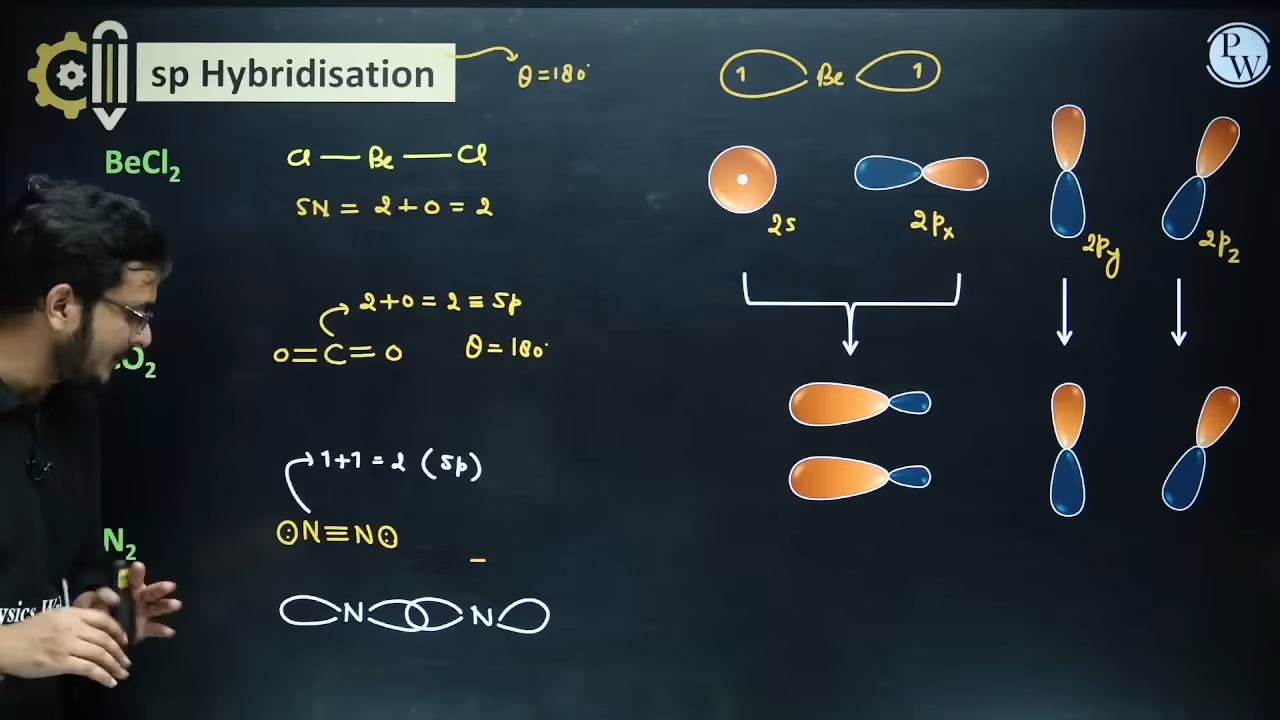 sp Hybridisation
θ = 180°
1 Be 1
PW
BeCl2
Cl — Be — Cl
SN = 2 + 0 = 2
2s
2px
2py
2pz
2 + 0 = 2 ≡ sp
O = C = O
θ = 180°
O2
1 + 1 = 2 (sp)
N2
:N ≡ N:
N N